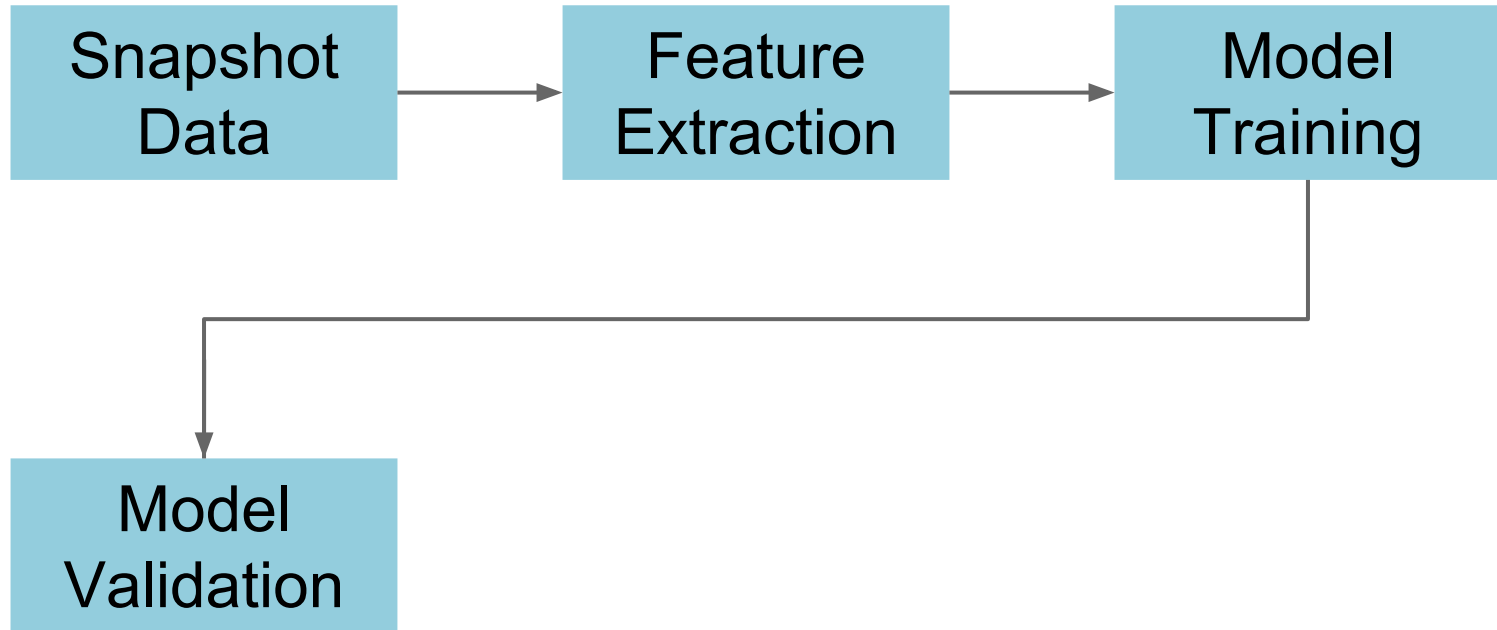 Snapshot
Data
Feature
Extraction
Model
Training
Model
Validation